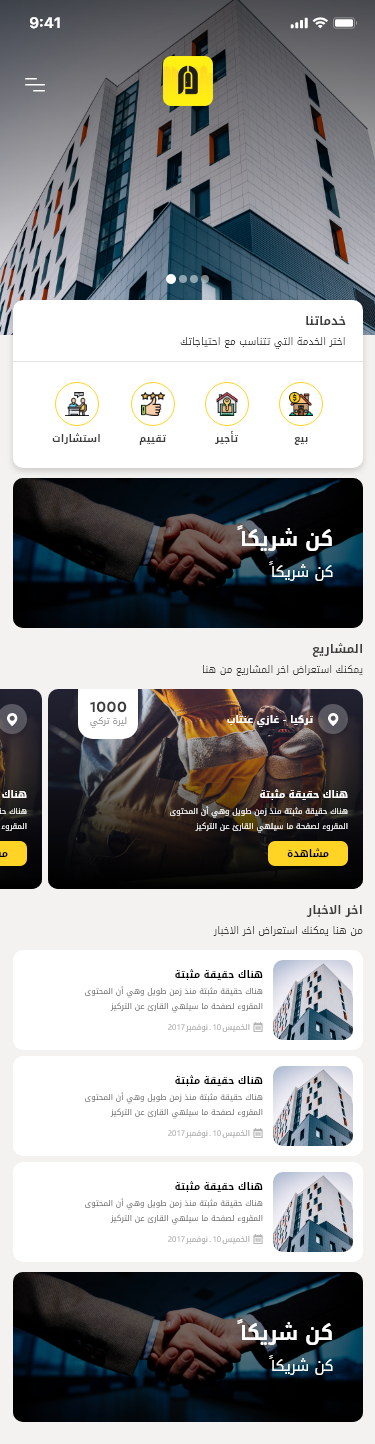 9:41
خدماتنا
اختر الخدمة التي تتناسب مع احتياجاتك
بيع
تأجير
تقييم
استشارات
كن شريكاً
كن شريكاً
المشاريع
يمكنك استعراض اخر المشاريع من هنا
تركيا - غازي عنتاب
1000
ليرة تركي
هناك حقيقة مثبتة
هناك حقيقة مثبتة منذ زمن طويل وهي أن المحتوى
المقروء لصفحة ما سيلهي القارئ عن التركيز
مشاهدة
هناك
هناك
المقروء
اخر الاخبار
من هنا يمكنك استعراض اخر الاخبار
هناك حقيقة مثبتة
هناك حقيقة مثبتة منذ زمن طويل وهي أن المحتوى
المقروء لصفحة ما سيلهي القارئ عن التركيز
الخميس 10 . نوفمبر 2017
هناك حقيقة مثبتة
هناك حقيقة مثبتة منذ زمن طويل وهي أن المحتوى
المقروء لصفحة ما سيلهي القارئ عن التركيز
الخميس 10 . نوفمبر 2017
هناك حقيقة مثبتة
هناك حقيقة مثبتة منذ زمن طويل وهي أن المحتوى
المقروء لصفحة ما سيلهي القارئ عن التركيز
الخميس 10 . نوفمبر 2017
كن شريكاً
كن شريكاً